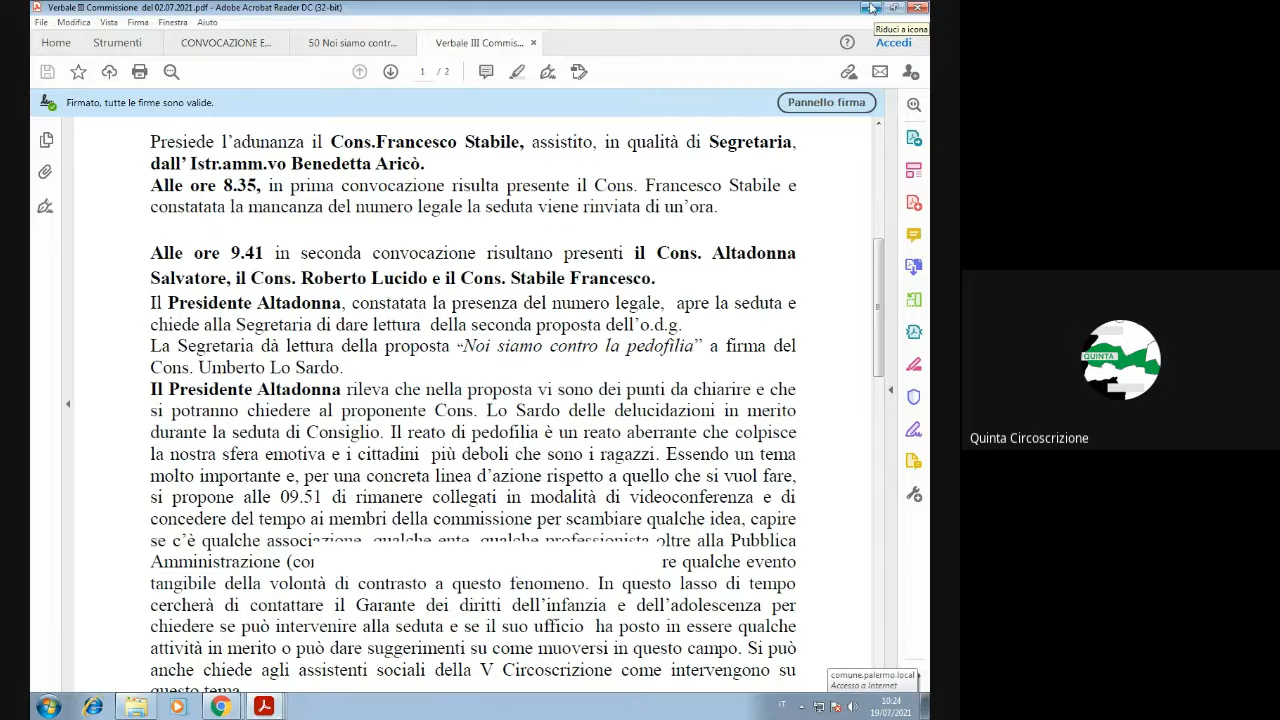 Verbale III Commissione del 02.07.2021.pdf - Adobe Acrobat Reader DC (32-bit)
File Modifica Vista Firma Finestra Aiuto
Riduci a icona
Home Strumenti CONVOCAZIONE E... 50 Noi siamo contr... Verbale III Commis... × Accedi
1 / 2
Firmato, tutte le firme sono valide. Pannello firma
Presiede l'adunanza il Cons.Francesco Stabile, assistito, in qualità di Segretaria,
dall' Istr.amm.vo Benedetta Aricò.
Alle ore 8.35, in prima convocazione risulta presente il Cons. Francesco Stabile e
constatata la mancanza del numero legale la seduta viene rinviata di un'ora.
Alle ore 9.41 in seconda convocazione risultano presenti il Cons. Altadonna
Salvatore, il Cons. Roberto Lucido e il Cons. Stabile Francesco.
Il Presidente Altadonna, constatata la presenza del numero legale, apre la seduta e
chiede alla Segretaria di dare lettura della seconda proposta dell'o.d.g.
La Segretaria dà lettura della proposta “Noi siamo contro la pedofilia” a firma del
Cons. Umberto Lo Sardo.
Il Presidente Altadonna rileva che nella proposta vi sono dei punti da chiarire e che
si potranno chiedere al proponente Cons. Lo Sardo delle delucidazioni in merito
durante la seduta di Consiglio. Il reato di pedofilia è un reato aberrante che colpisce
la nostra sfera emotiva e i cittadini più deboli che sono i ragazzi. Essendo un tema
molto importante e, per una concreta linea d'azione rispetto a quello che si vuol fare,
si propone alle 09.51 di rimanere collegati in modalità di videoconferenza e di
concedere del tempo ai membri della commissione per scambiare qualche idea, capire
se c'è qualche associazione, qualche ente, qualche professionista oltre alla Pubblica
Amministrazione (con re qualche evento
tangibile della volontà di contrasto a questo fenomeno. In questo lasso di tempo
cercherà di contattare il Garante dei diritti dell'infanzia e dell'adolescenza per
chiedere se può intervenire alla seduta e se il suo ufficio ha posto in essere qualche
attività in merito o può dare suggerimenti su come muoversi in questo campo. Si può
anche chiede agli assistenti sociali della V Circoscrizione come intervengono su
questo tema.
QUINTA
Quinta Circoscrizione
comune.palermo.local
Accesso a Internet
IT 10:24
19/07/2021